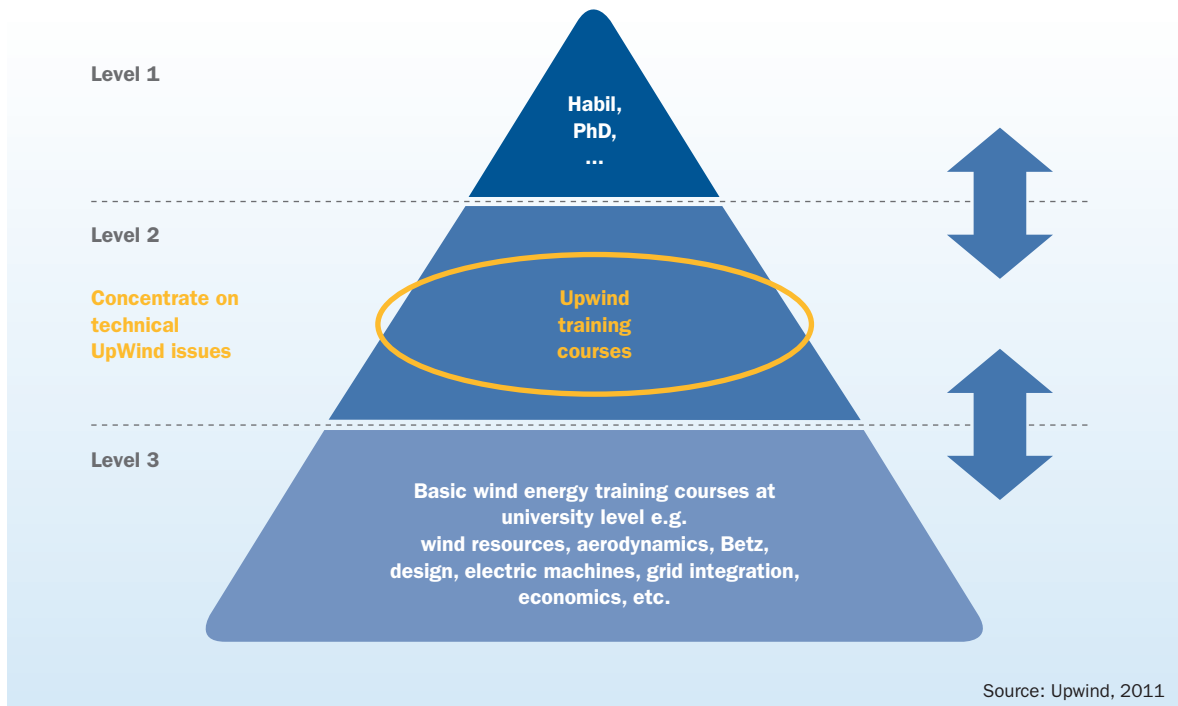 Level 1
Habil,
PhD,
...
Level 2
Concentrate on
technical
UpWind issues
Upwind
training
courses
Level 3
Basic wind energy training courses at
university level e.g.
wind resources, aerodynamics, Betz,
design, electric machines, grid integration,
economics, etc.
Source: Upwind, 2011